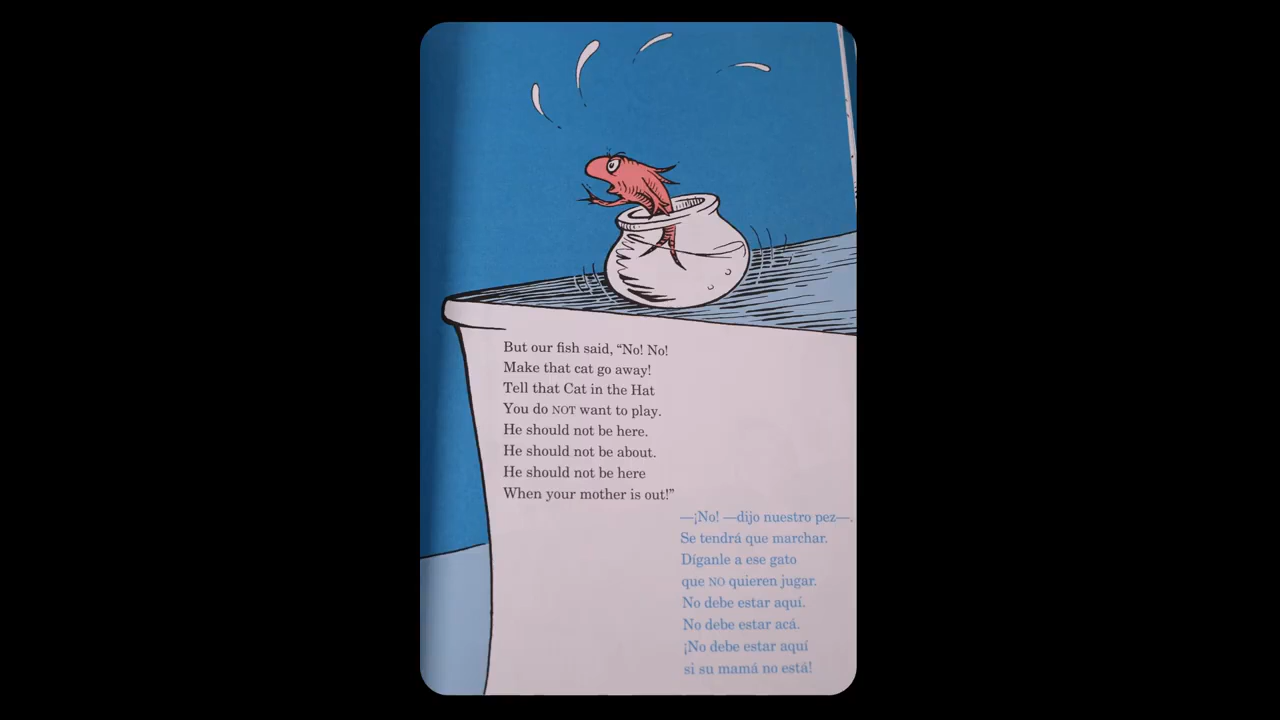 But our fish said, “No! No!
Make that cat go away!
Tell that Cat in the Hat
You do NOT want to play.
He should not be here.
He should not be about.
He should not be here
When your mother is out!”
—¡No! —dijo nuestro pez—.
Se tendrá que marchar.
Díganle a ese gato
que NO quieren jugar.
No debe estar aquí.
No debe estar acá.
¡No debe estar aquí
si su mamá no está!